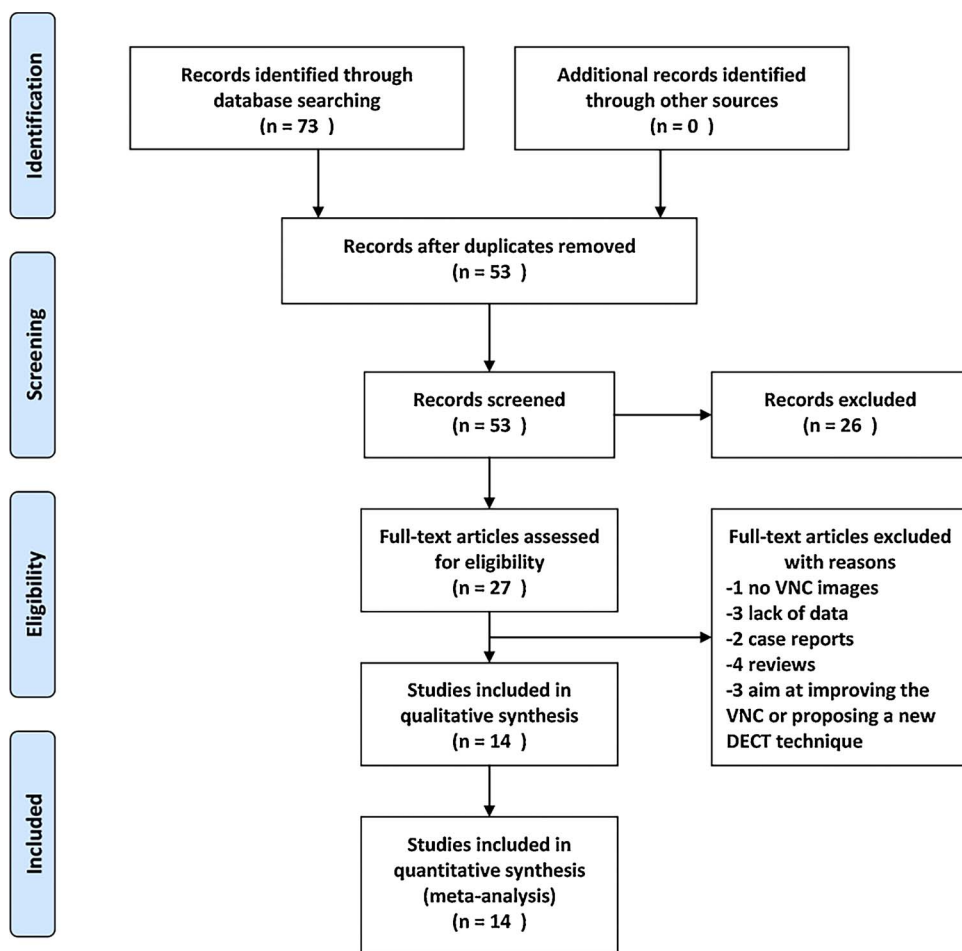 Identification
Records identified through
database searching
(n = 73 )
Additional records identified
through other sources
(n = 0 )
Records after duplicates removed
(n = 53 )
Screening
Records screened
(n = 53 )
Records excluded
(n = 26 )
Eligibility
Full-text articles assessed
for eligibility
(n = 27 )
Full-text articles excluded
with reasons
-1 no VNC images
-3 lack of data
-2 case reports
-4 reviews
-3 aim at improving the
VNC or proposing a new
DECT technique
Studies included in
qualitative synthesis
(n = 14 )
Included
Studies included in
quantitative synthesis
(meta-analysis)
(n = 14 )